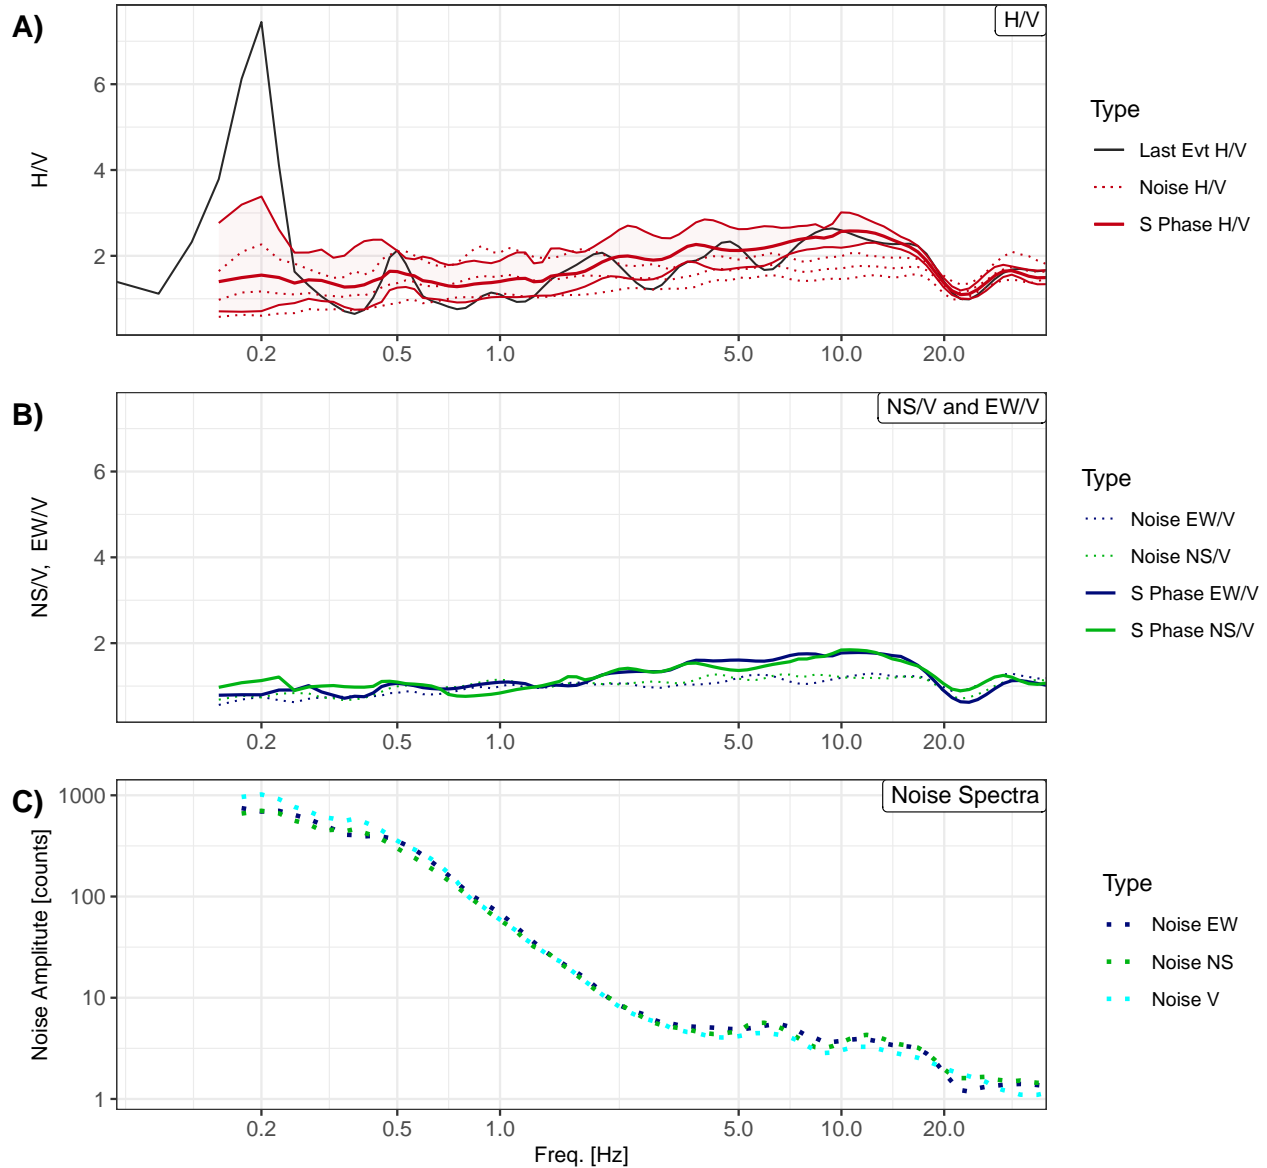 A)
H/V
H/V
6
4
2
0.2 0.5 1.0 5.0 10.0 20.0
Type
Last Evt H/V
Noise H/V
S Phase H/V
B)
NS/V and EW/V
NS/V,  EW/V
6
4
2
0.2 0.5 1.0 5.0 10.0 20.0
Type
Noise EW/V
Noise NS/V
S Phase EW/V
S Phase NS/V
C)
Noise Spectra
Noise Amplitute [counts]
1000
100
10
1
0.2 0.5 1.0 5.0 10.0 20.0
Freq. [Hz]
Type
Noise EW
Noise NS
Noise V